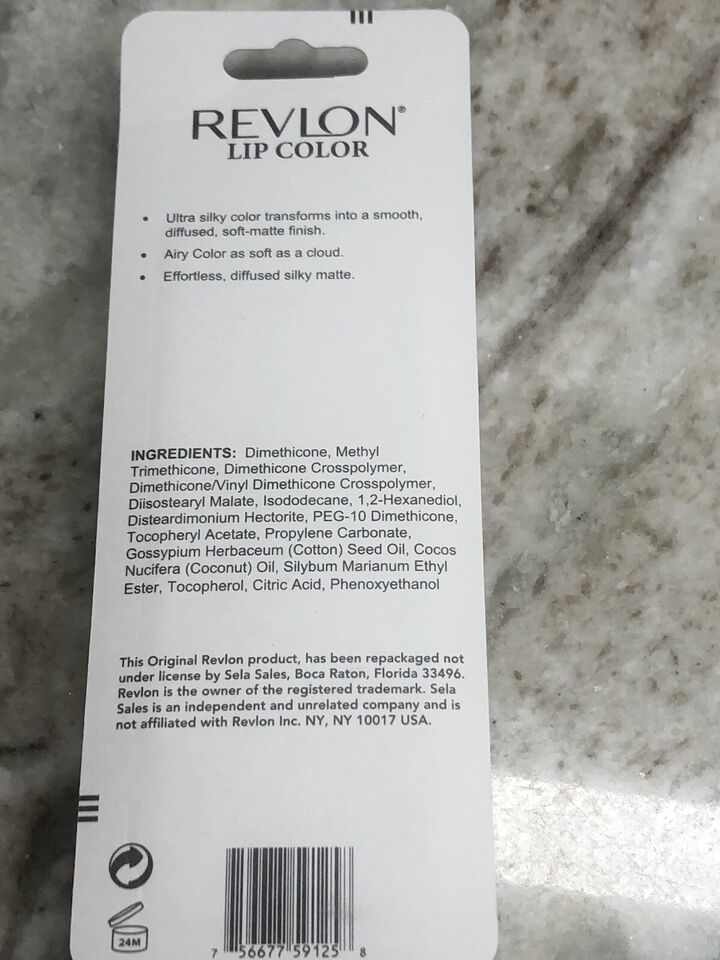 REVLON®
LIP COLOR
• Ultra silky color transforms into a smooth,
diffused, soft-matte finish.
• Airy Color as soft as a cloud.
• Effortless, diffused silky matte.
INGREDIENTS: Dimethicone, Methyl
Trimethicone, Dimethicone Crosspolymer,
Dimethicone/Vinyl Dimethicone Crosspolymer,
Diisostearyl Malate, Isododecane, 1,2-Hexanediol,
Disteardimonium Hectorite, PEG-10 Dimethicone,
Tocopheryl Acetate, Propylene Carbonate,
Gossypium Herbaceum (Cotton) Seed Oil, Cocos
Nucifera (Coconut) Oil, Silybum Marianum Ethyl
Ester, Tocopherol, Citric Acid, Phenoxyethanol
This Original Revlon product, has been repackaged not
under license by Sela Sales, Boca Raton, Florida 33496.
Revlon is the owner of the registered trademark. Sela
Sales is an independent and unrelated company and is
not affiliated with Revlon Inc. NY, NY 10017 USA.
24M
7 56677 59125 8